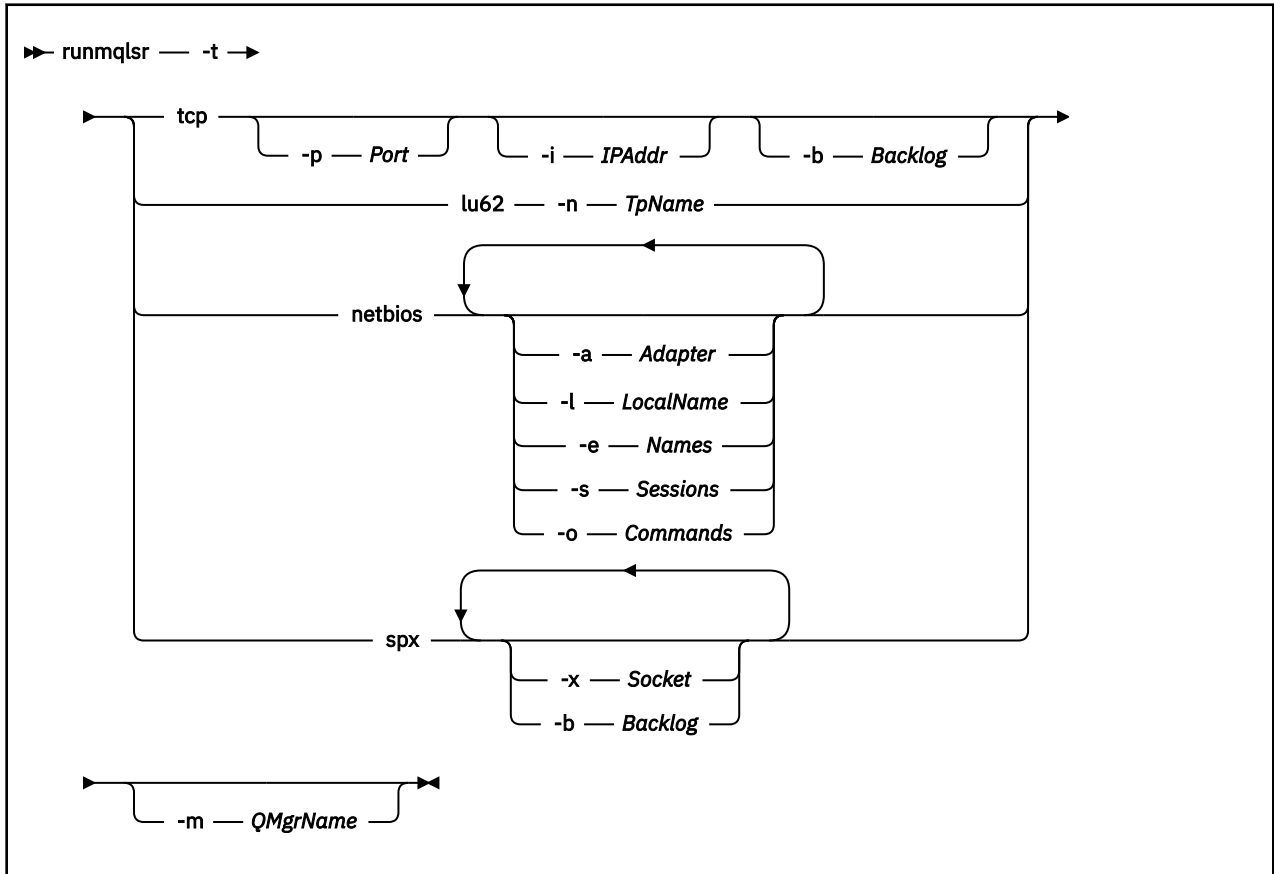 runmqlsr -t
tcp
-p Port -i IPAddr -b Backlog
lu62 -n TpName
netbios
-a Adapter
-l LocalName
-e Names
-s Sessions
-o Commands
spx
-x Socket
-b Backlog
-m QMgrName